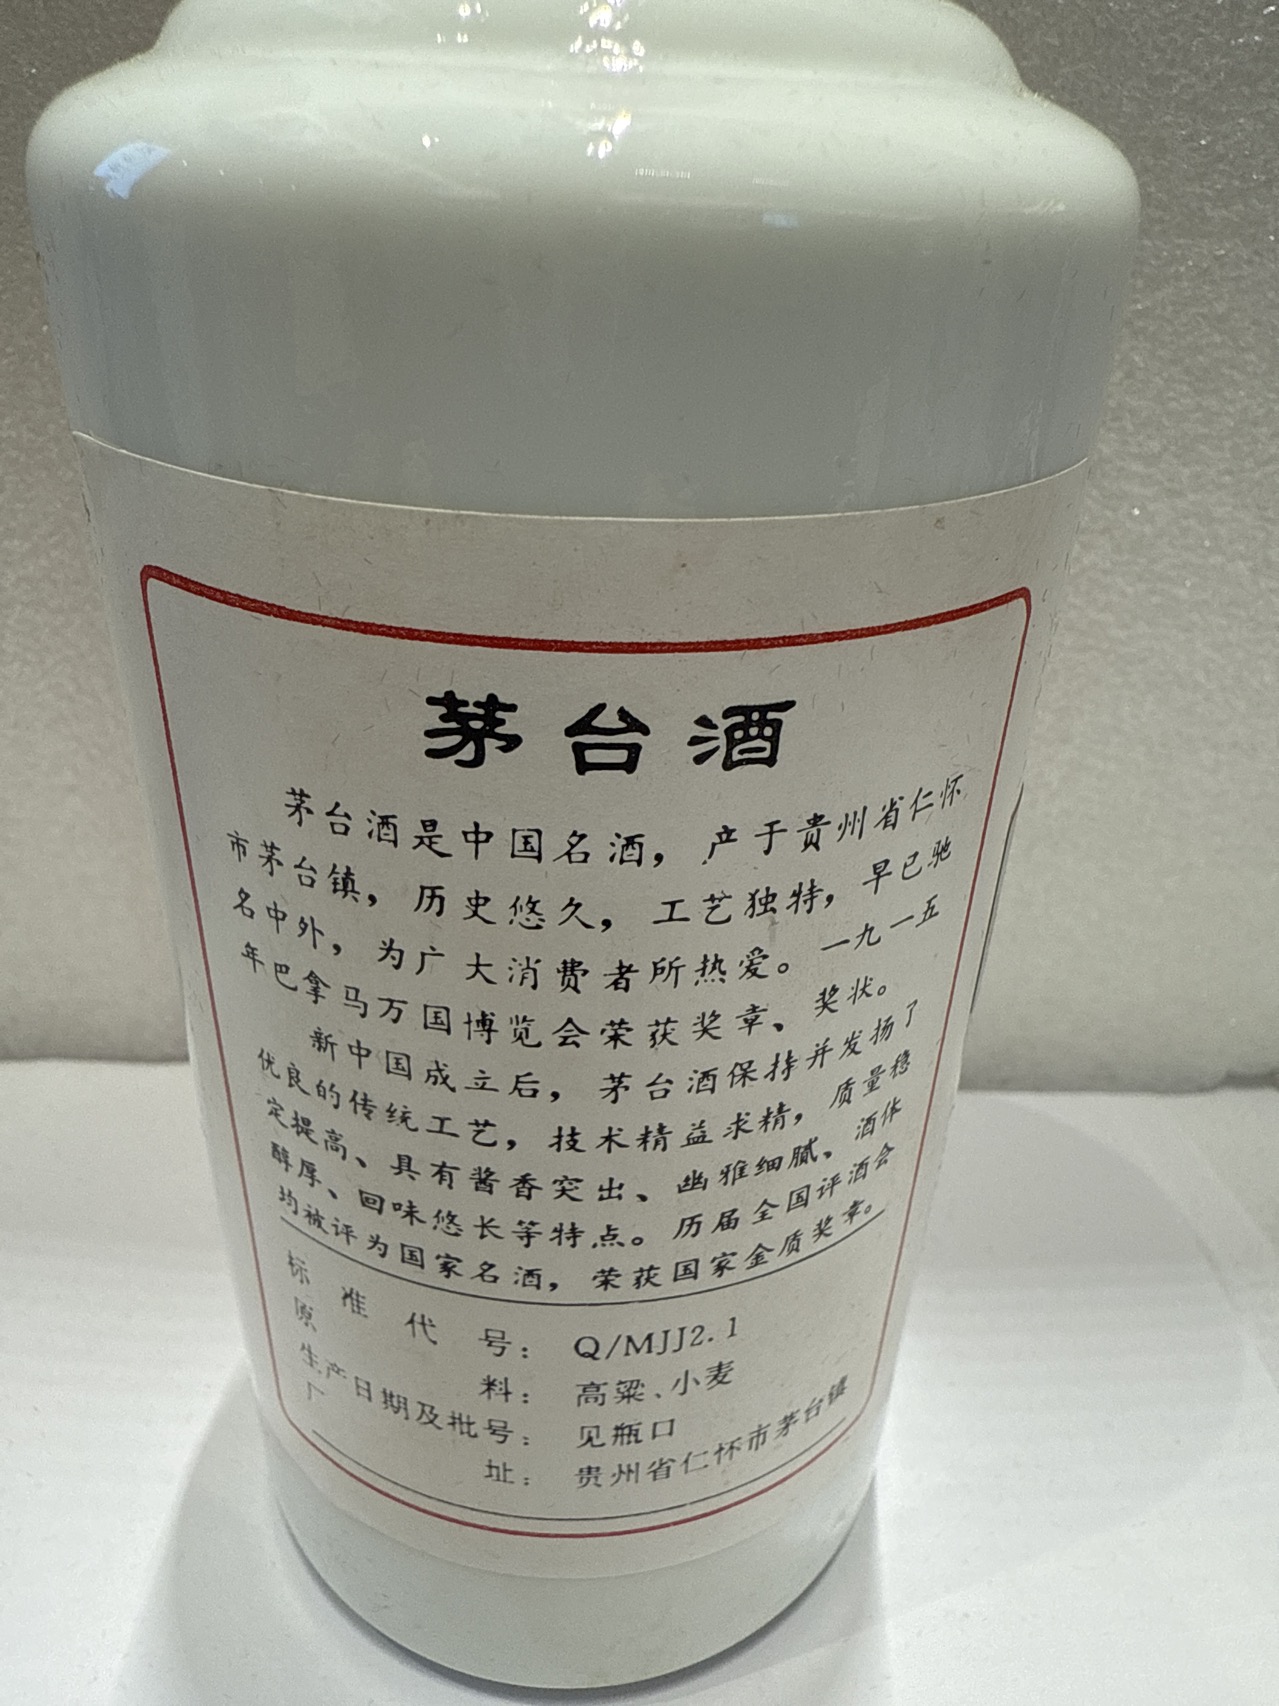 茅台酒
茅台酒是中国名酒，产于贵州省仁怀
市茅台镇，历史悠久，工艺独特，早已驰
名中外，为广大消费者所热爱。一九一五
年巴拿马万国博览会荣获奖章、奖状。
新中国成立后，茅台酒保持并发扬了
优良的传统工艺，技术精益求精，质量稳
定提高、具有酱香突出、幽雅细腻、酒体
醇厚、回味悠长等特点。历届全国评酒会
均被评为国家名酒，荣获国家金质奖章。
标准代号：Q/MJJ2.1
原料：高粱、小麦
生产日期及批号：见瓶口
厂址：贵州省仁怀市茅台镇